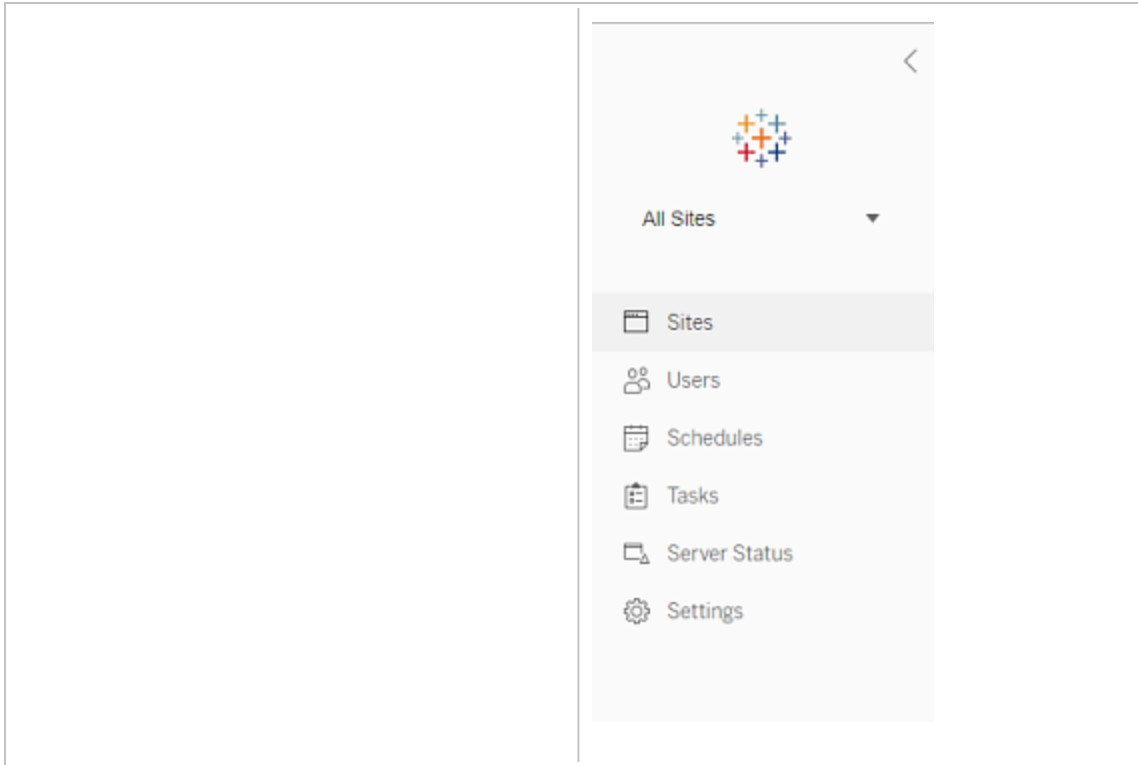 All Sites
Sites
Users
Schedules
Tasks
Server Status
Settings